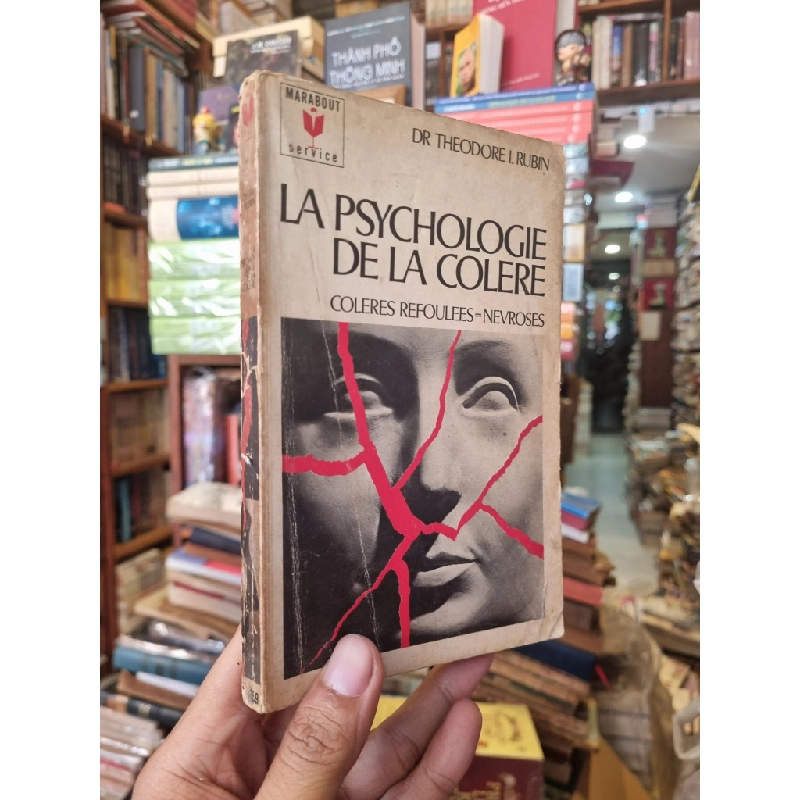 THÀNH PHỐ
THÔNG MINH
MARABOUT
service
DR THEODORE I. RUBIN
LA PSYCHOLOGIE
DE LA COLERE
COLERES REFOULEES = NEVROSES